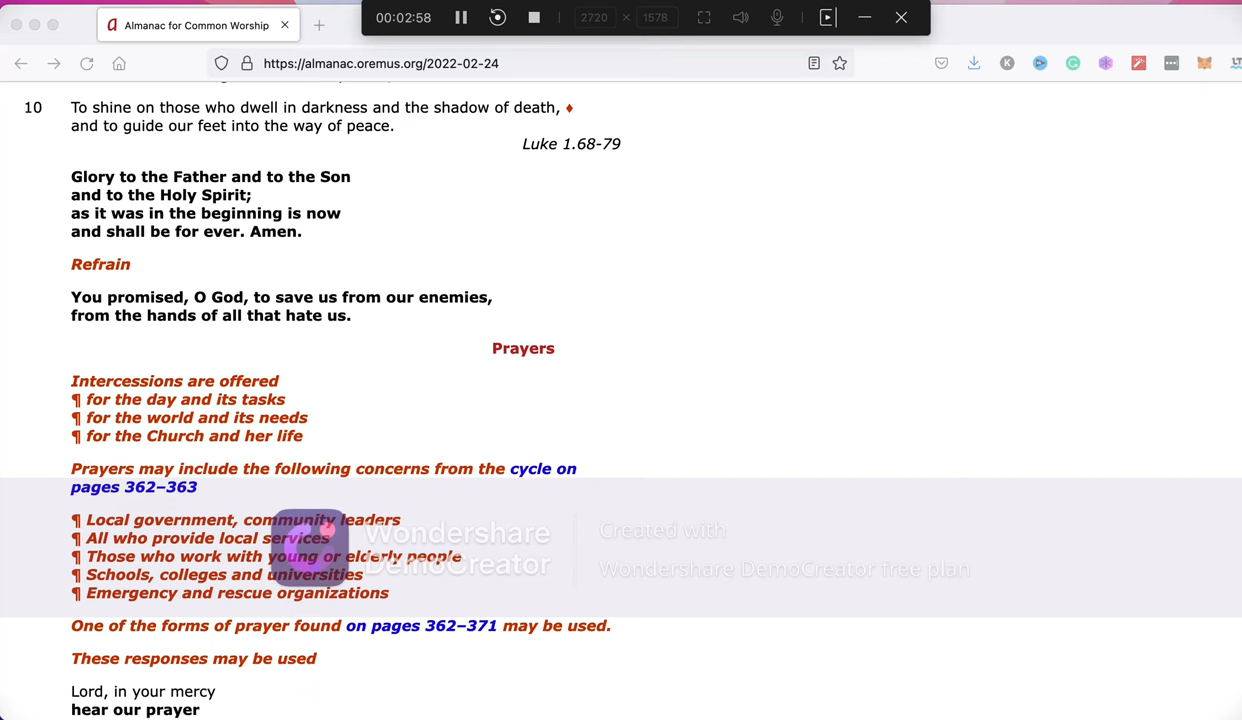 Almanac for Common Worship
00:02:58
2720 × 1578
https://almanac.oremus.org/2022-02-24
10 To shine on those who dwell in darkness and the shadow of death, ♦
and to guide our feet into the way of peace.
Luke 1.68-79
Glory to the Father and to the Son
and to the Holy Spirit;
as it was in the beginning is now
and shall be for ever. Amen.
Refrain
You promised, O God, to save us from our enemies,
from the hands of all that hate us.
Prayers
Intercessions are offered
¶ for the day and its tasks
¶ for the world and its needs
¶ for the Church and her life
Prayers may include the following concerns from the cycle on
pages 362–363
¶ Local government, community leaders
¶ All who provide local services
¶ Those who work with young or elderly people
¶ Schools, colleges and universities
¶ Emergency and rescue organizations
Wondershare
DemoCreator
Created with
Wondershare DemoCreator free plan
One of the forms of prayer found on pages 362–371 may be used.
These responses may be used
Lord, in your mercy
hear our prayer